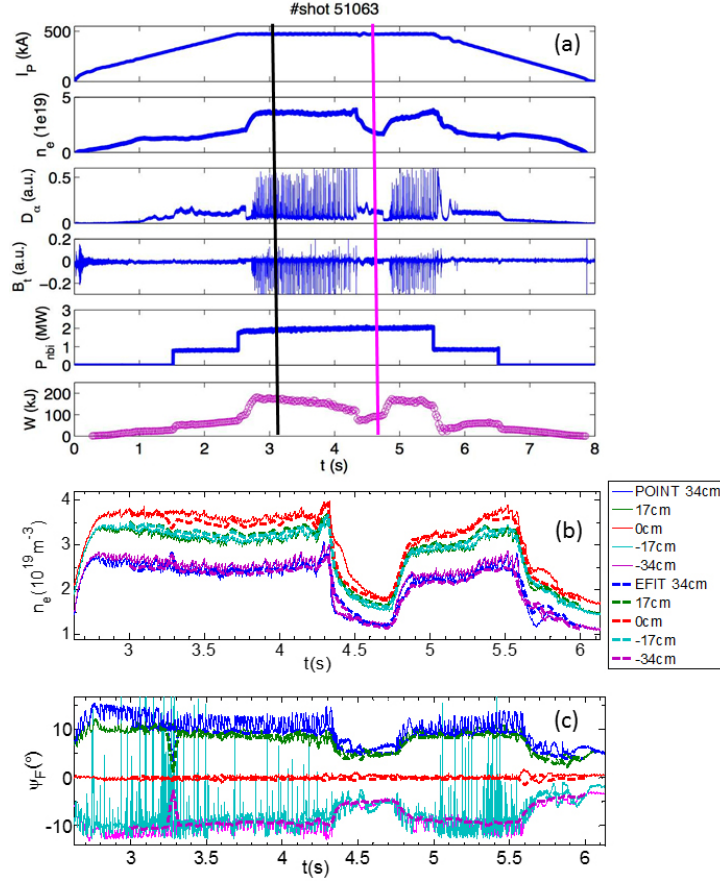 #shot 51063
(a)
500
0
I_P (kA)
5
0
n_e (1e19)
0.5
0
D_α (a.u.)
0.2
0
−0.2
B_t (a.u.)
3
2
1
0
P_nbi (MW)
200
100
0
W (kJ)
0 1 2 3 4 5 6 7 8
t (s)
(b)
4
3
2
1
n_e (10^19 m^-3)
3 3.5 4 4.5 5 5.5 6
t(s)
POINT 34cm
17cm
0cm
-17cm
-34cm
EFIT 34cm
17cm
0cm
-17cm
-34cm
(c)
10
0
-10
ψ_F(°)
3 3.5 4 4.5 5 5.5 6
t(s)